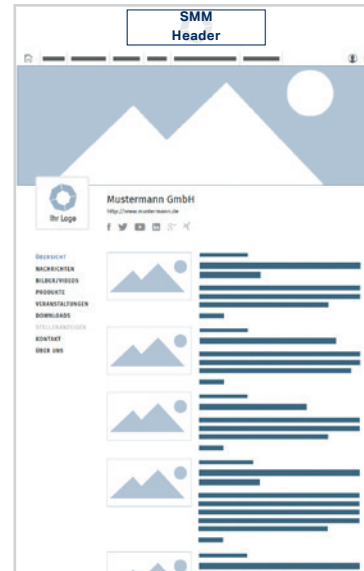 SMM
Header
Mustermann GmbH
http://www.mustermann.de
Ihr Logo
ÜBERSICHT
NACHRICHTEN
BILDER/VIDEOS
PRODUKTE
VERANSTALTUNGEN
DOWNLOADS
STELLENANZEIGEN
KONTAKT
ÜBER UNS